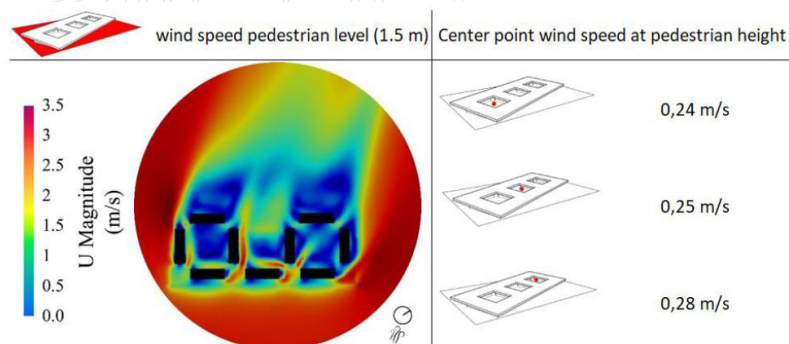 wind speed pedestrian level (1.5 m)
Center point wind speed at pedestrian height
3.5
3
2.5
2
1.5
1
0.5
0.0
U Magnitude
(m/s)
0,24 m/s
0,25 m/s
0,28 m/s